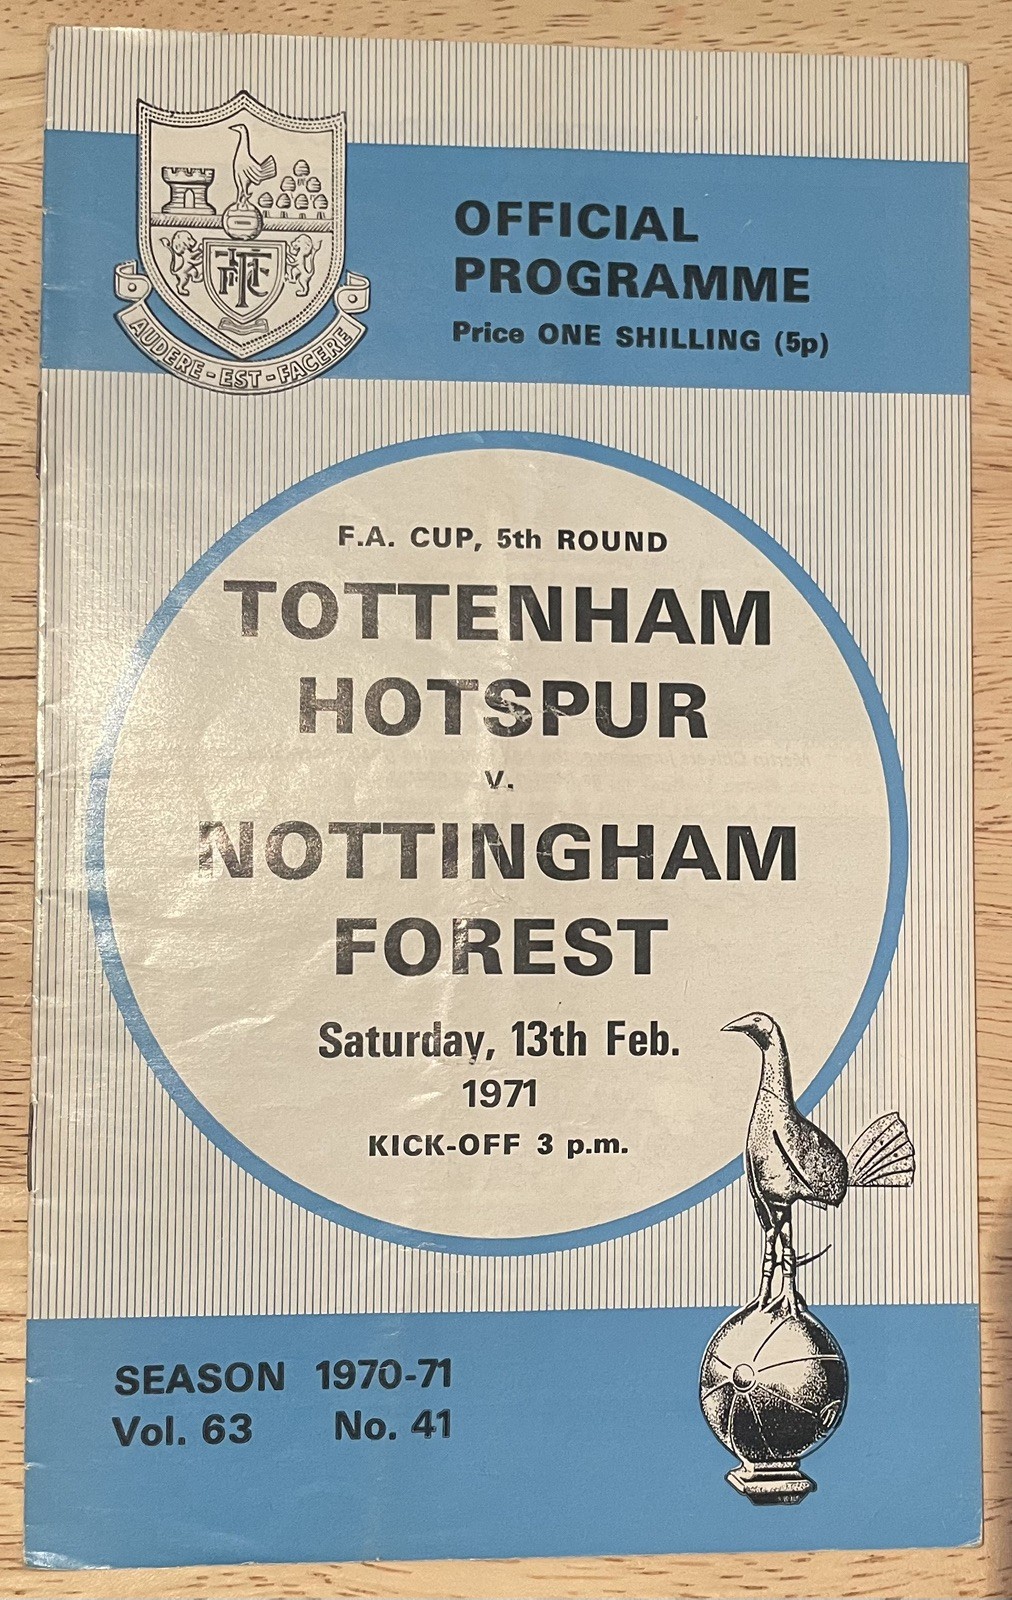 OFFICIAL
PROGRAMME
Price ONE SHILLING (5p)
AUDERE - EST - FACERE
F.A. CUP, 5th ROUND
TOTTENHAM
HOTSPUR
v.
NOTTINGHAM
FOREST
Saturday, 13th Feb.
1971
KICK-OFF 3 p.m.
SEASON 1970-71
Vol. 63 No. 41